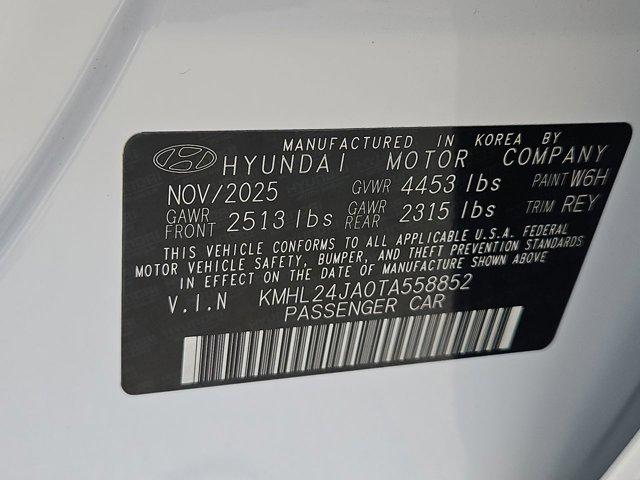 MANUFACTURED IN KOREA BY
HYUNDAI MOTOR COMPANY
NOV/2025 GVWR 4453 lbs PAINT W6H
GAWR FRONT 2513 lbs GAWR REAR 2315 lbs TRIM REY
THIS VEHICLE CONFORMS TO ALL APPLICABLE U.S.A. FEDERAL
MOTOR VEHICLE SAFETY, BUMPER, AND THEFT PREVENTION STANDARDS
IN EFFECT ON THE DATE OF MANUFACTURE SHOWN ABOVE
V.I.N KMHL24JA0TA558852
PASSENGER CAR